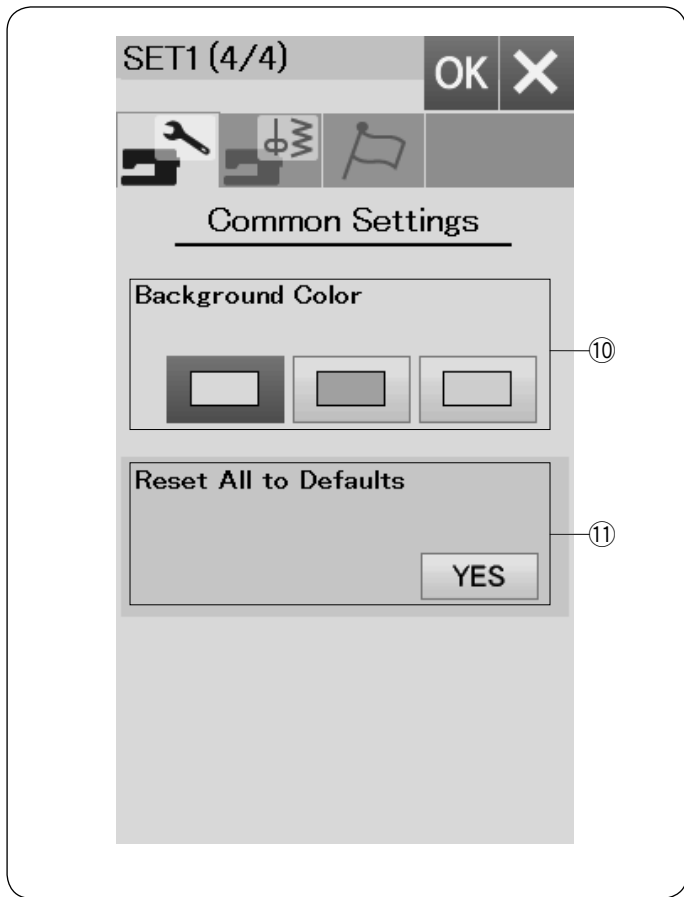 SET1 (4/4)
OK
Common Settings
Background Color
⑩
Reset All to Defaults
⑪
YES